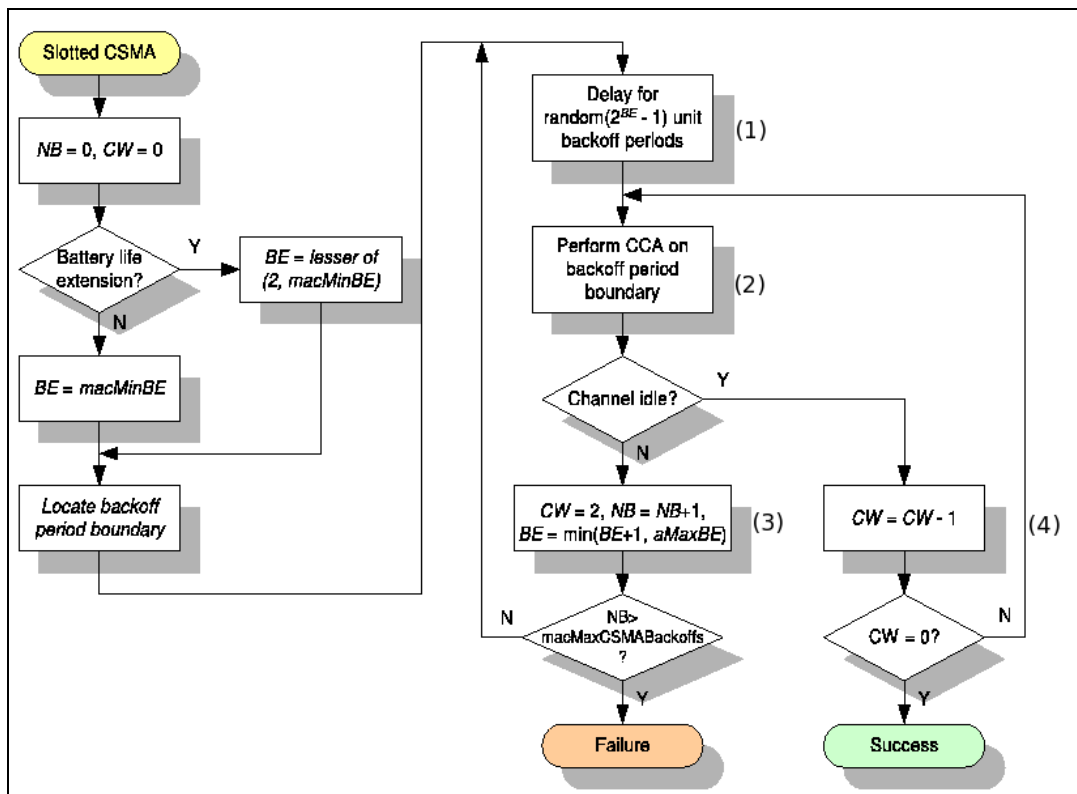 Slotted CSMA
NB = 0, CW = 0
Battery life
extension?
Y
N
BE = lesser of
(2, macMinBE)
BE = macMinBE
Locate backoff
period boundary
Delay for
random(2^BE - 1) unit
backoff periods
(1)
Perform CCA on
backoff period
boundary
(2)
Channel idle?
Y
N
CW = 2, NB = NB+1,
BE = min(BE+1, aMaxBE)
(3)
CW = CW - 1
(4)
NB>
macMaxCSMABackoffs
?
N
Y
CW = 0?
N
Y
Failure
Success